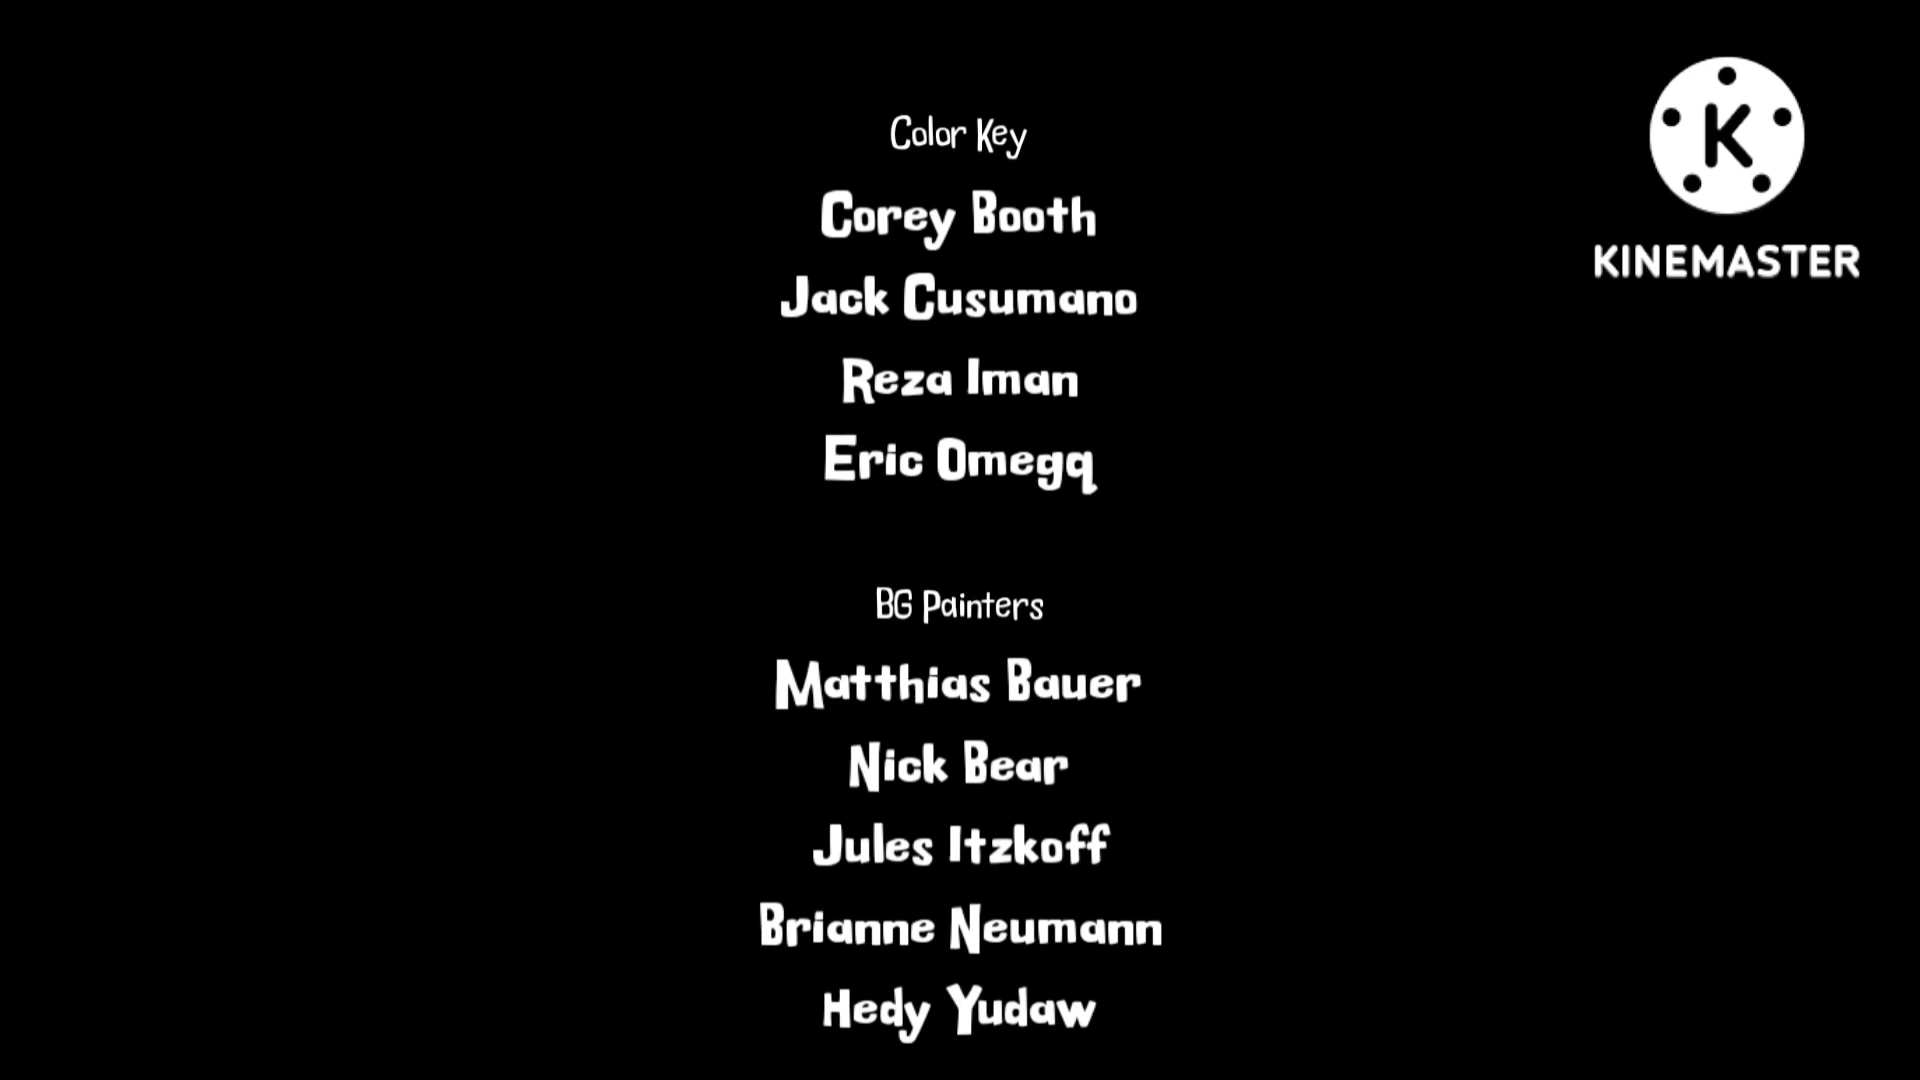 Color Key
Corey Booth
Jack Cusumano
Reza Iman
Eric Omegq
BG Painters
Matthias Bauer
Nick Bear
Jules Itzkoff
Brianne Neumann
Hedy Yudaw
K
KINEMASTER